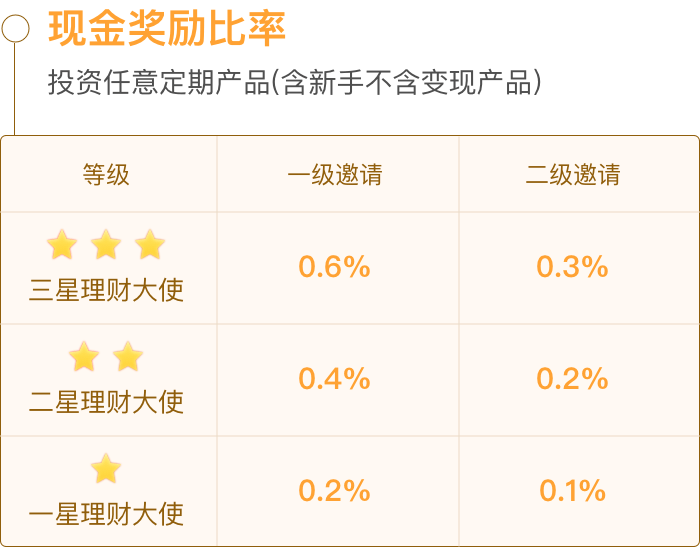 现金奖励比率
投资任意定期产品(含新手不含变现产品)
等级 一级邀请 二级邀请
三星理财大使 0.6% 0.3%
二星理财大使 0.4% 0.2%
一星理财大使 0.2% 0.1%